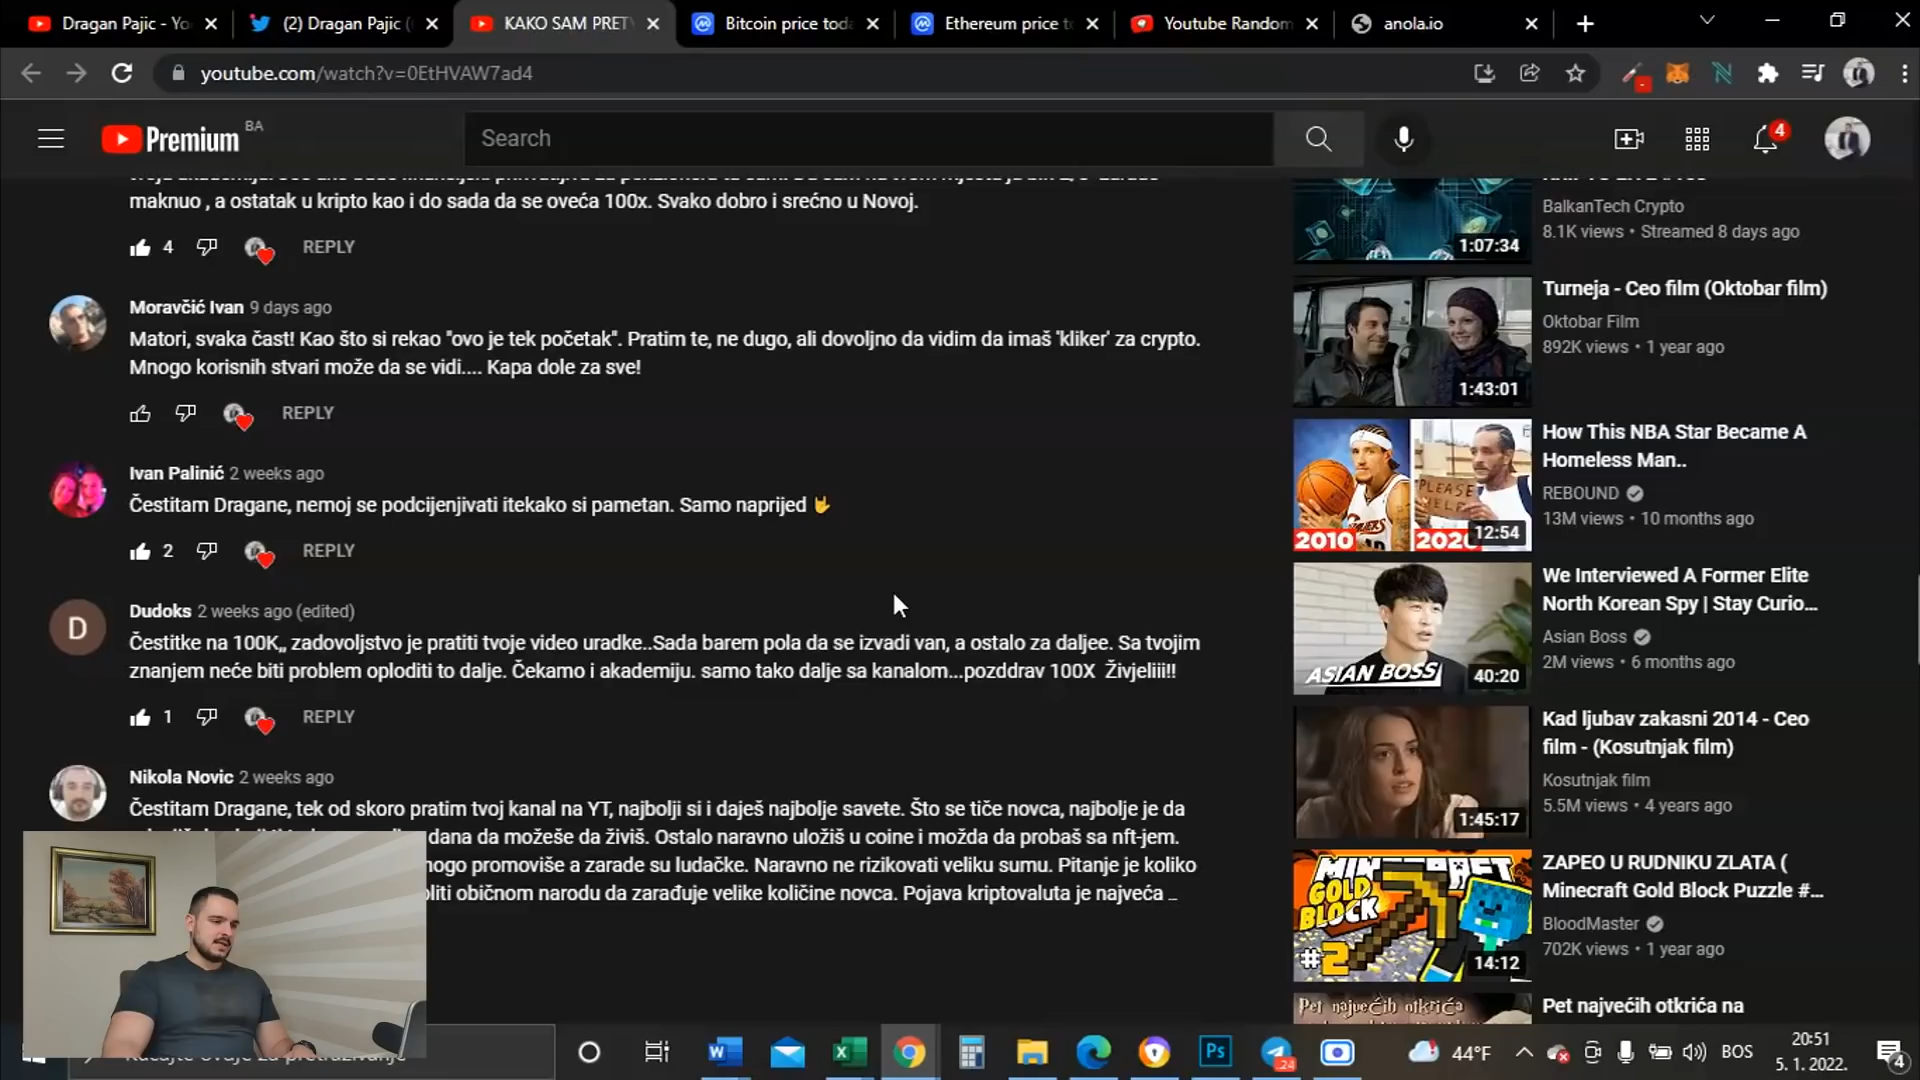 Dragan Pajic - Yo
(2) Dragan Pajic (
KAKO SAM PRET
Bitcoin price tod
Ethereum price t
Youtube Random
anola.io
youtube.com/watch?v=0EtHVAW7ad4
Premium BA
Search
4
maknuo , a ostatak u kripto kao i do sada da se oveća 100x. Svako dobro i srećno u Novoj.
4 REPLY
Moravčić Ivan 9 days ago
Matori, svaka čast! Kao što si rekao "ovo je tek početak". Pratim te, ne dugo, ali dovoljno da vidim da imaš 'kliker' za crypto.
Mnogo korisnih stvari može da se vidi.... Kapa dole za sve!
REPLY
Ivan Palinić 2 weeks ago
Čestitam Dragane, nemoj se podcijenjivati itekako si pametan. Samo naprijed 🤟
2 REPLY
D
Dudoks 2 weeks ago (edited)
Čestitke na 100K,, zadovoljstvo je pratiti tvoje video uradke..Sada barem pola da se izvadi van, a ostalo za daljee. Sa tvojim
znanjem neće biti problem oploditi to dalje. Čekamo i akademiju. samo tako dalje sa kanalom...pozddrav 100X Živjeliii!!
1 REPLY
Nikola Novic 2 weeks ago
Čestitam Dragane, tek od skoro pratim tvoj kanal na YT, najbolji si i daješ najbolje savete. Što se tiče novca, najbolje je da
dana da možeše da živiš. Ostalo naravno uložiš u coine i možda da probaš sa nft-jem.
nogo promoviše a zarade su ludačke. Naravno ne rizikovati veliku sumu. Pitanje je koliko
oliti običnom narodu da zarađuje velike količine novca. Pojava kriptovaluta je najveća ..
1:07:34
BalkanTech Crypto
8.1K views • Streamed 8 days ago
1:43:01
Turneja - Ceo film (Oktobar film)
Oktobar Film
892K views • 1 year ago
PLEASE
HELP
2010
2020
12:54
How This NBA Star Became A
Homeless Man..
REBOUND
13M views • 10 months ago
ASIAN BOSS
40:20
We Interviewed A Former Elite
North Korean Spy | Stay Curio...
Asian Boss
2M views • 6 months ago
1:45:17
Kad ljubav zakasni 2014 - Ceo
film - (Kosutnjak film)
Kosutnjak film
5.5M views • 4 years ago
MINECRAFT
GOLD
BLOCK
#2
14:12
ZAPEO U RUDNIKU ZLATA (
Minecraft Gold Block Puzzle #...
BloodMaster
702K views • 1 year ago
Pet najvećih otkrića
Pet najvećih otkrića na
Ps
24
44°F
BOS
20:51
5. 1. 2022.
4